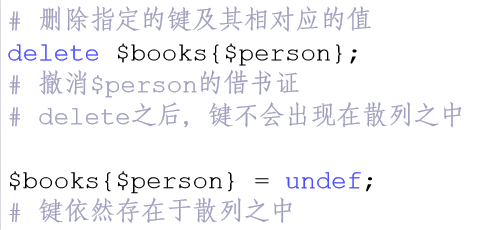 # 删除指定的键及其相对应的值
delete $books{$person};
# 撤消$person的借书证
# delete之后，键不会出现在散列之中
$books{$person} = undef;
# 键依然存在于散列之中